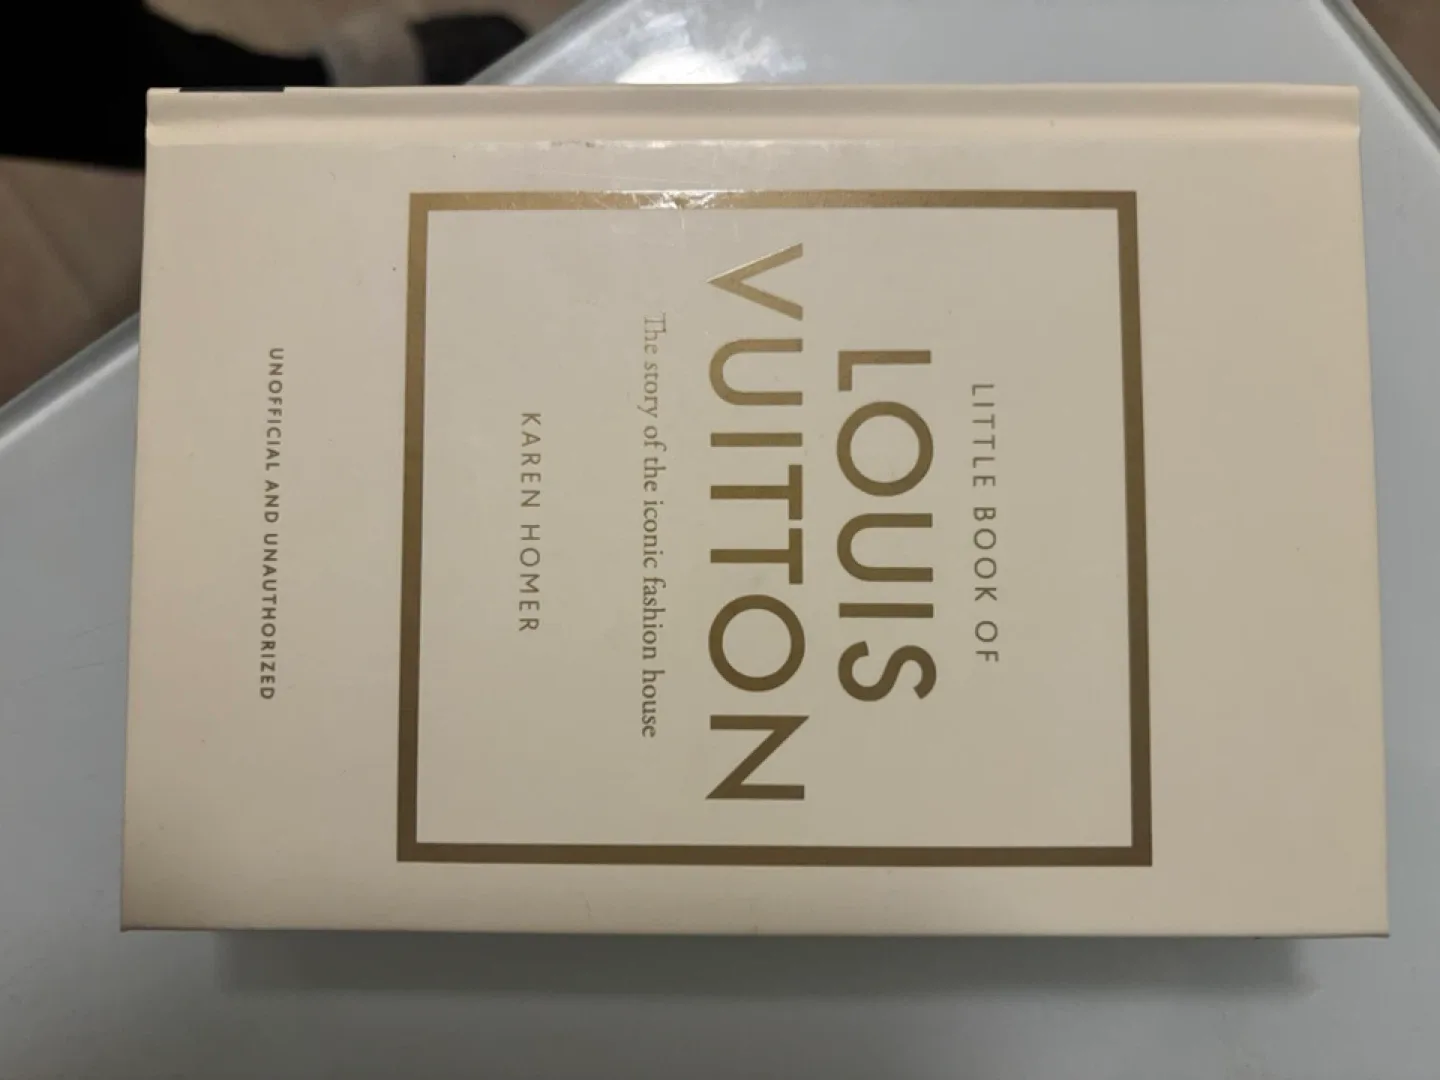 LITTLE BOOK OF
LOUIS
VUITTON
The story of the iconic fashion house
KAREN HOMER
UNOFFICIAL AND UNAUTHORIZED